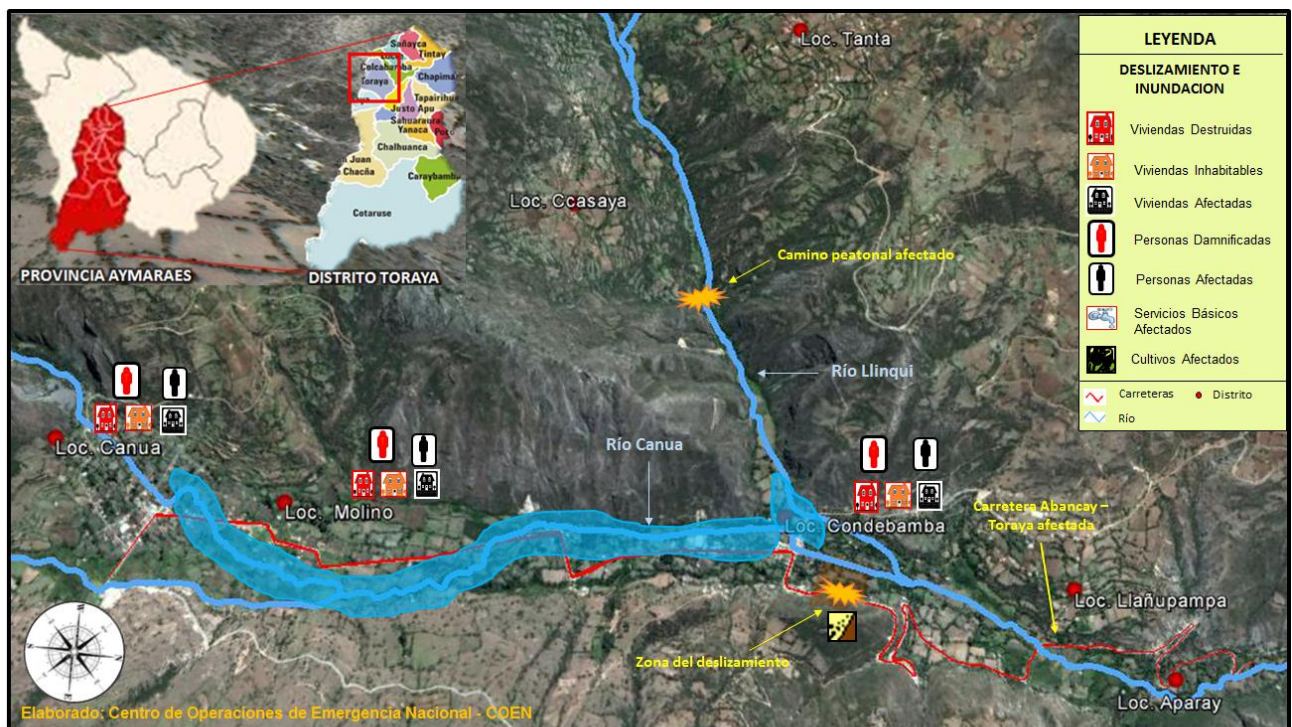 Loc. Tanta
Loc. Ccasaya
Camino peatonal afectado
Río Llinqui
Río Canua
Loc. Canua
Loc. Molino
Loc. Condebamba
Carretera Abancay –
Toraya afectada
Loc. Llañupampa
Zona del deslizamiento
Loc. Aparay
Elaborado: Centro de Operaciones de Emergencia Nacional - COEN
PROVINCIA AYMARAES
DISTRITO TORAYA
Sañayca
Tintay
Colcabamba
Toraya
Chapimar
Tapairihua
Justo Apu
Sahuaraura
Yanaca
Chalhuanca
Juan
Chacña
Caraybamba
Cotaruse
LEYENDA
DESLIZAMIENTO E
INUNDACION
Viviendas Destruidas
Viviendas Inhabitables
Viviendas Afectadas
Personas Damnificadas
Personas Afectadas
Servicios Básicos
Afectados
Cultivos Afectados
Carreteras
Distrito
Río